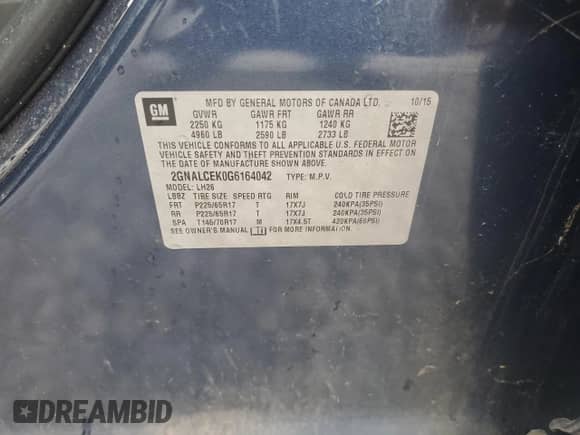 GM
MFD BY GENERAL MOTORS OF CANADA LTD. 10/15
GVWR GAWR FRT GAWR RR
2250 KG 1175 KG 1240 KG
4960 LB 2590 LB 2733 LB
THIS VEHICLE CONFORMS TO ALL APPLICABLE U.S. FEDERAL MOTOR
VEHICLE SAFETY AND THEFT PREVENTION STANDARDS IN EFFECT ON
THE DATE OF MANUFACTURE SHOWN ABOVE.
2GNALCEK0G6164042 TYPE: M.P.V.
MODEL: LH26
LBBZ TIRE SIZE SPEED RTG RIM COLD TIRE PRESSURE
FRT P225/65R17 T 17X7J 240KPA(35PSI)
RR P225/65R17 T 17X7J 240KPA(35PSI)
SPA T145/70R17 M 17X4.5T 420KPA(60PSI)
SEE OWNER'S MANUAL FOR MORE INFORMATION.
DREAMBID